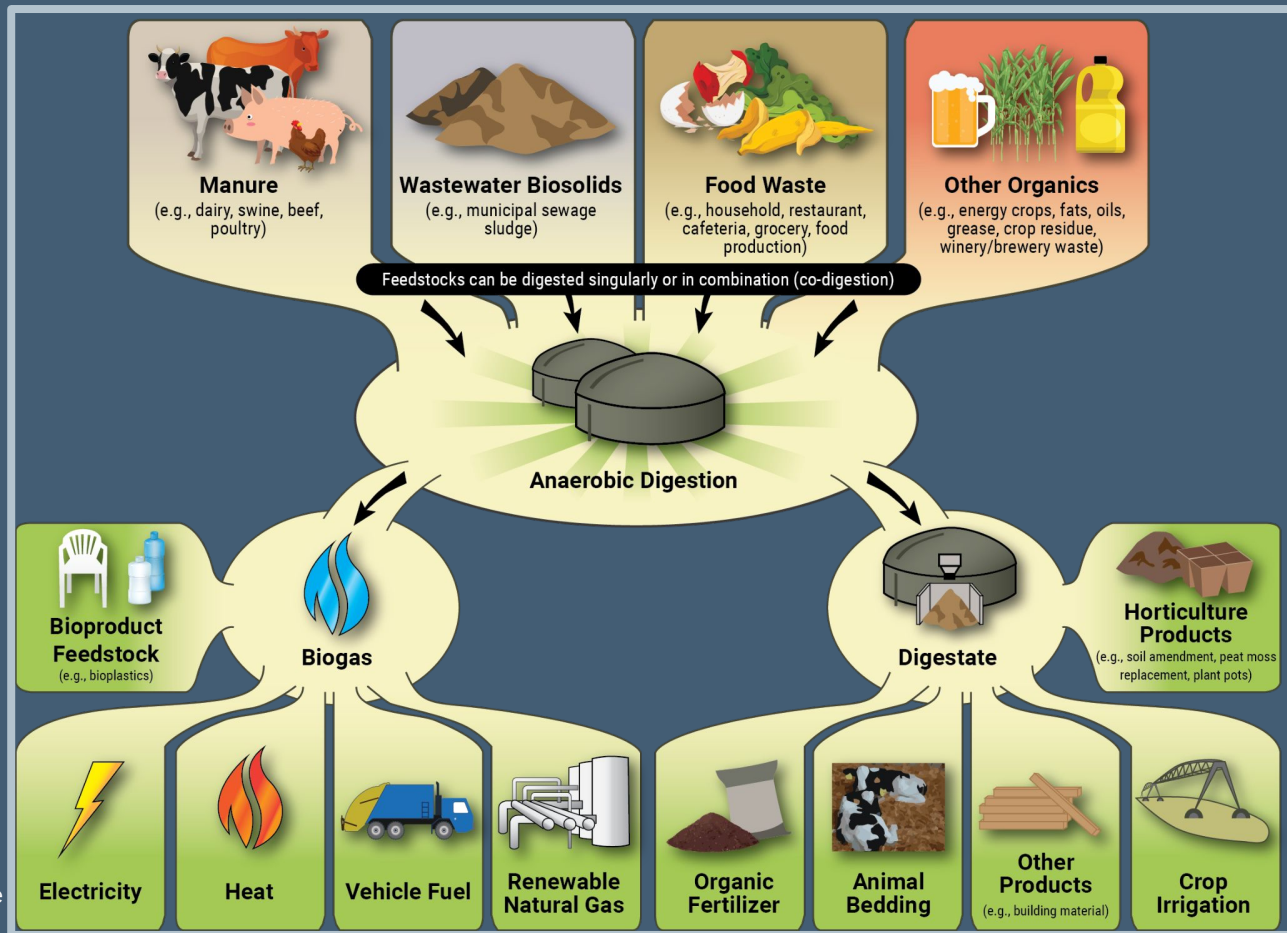 Manure
(e.g., dairy, swine, beef,
poultry)
Wastewater Biosolids
(e.g., municipal sewage
sludge)
Food Waste
(e.g., household, restaurant,
cafeteria, grocery, food
production)
Other Organics
(e.g., energy crops, fats, oils,
grease, crop residue,
winery/brewery waste)
Feedstocks can be digested singularly or in combination (co-digestion)
Anaerobic Digestion
Bioproduct
Feedstock
(e.g., bioplastics)
Biogas
Digestate
Horticulture
Products
(e.g., soil amendment, peat moss
replacement, plant pots)
Electricity
Heat
Vehicle Fuel
Renewable
Natural Gas
Organic
Fertilizer
Animal
Bedding
Other
Products
(e.g., building material)
Crop
Irrigation